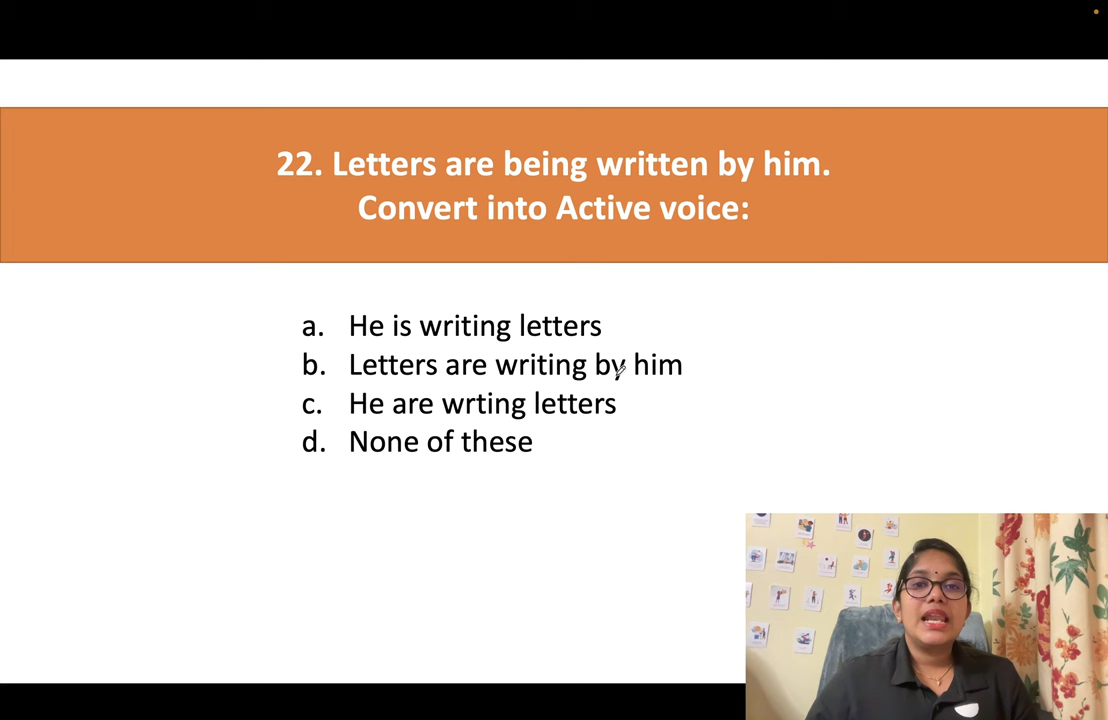 22. Letters are being written by him.
Convert into Active voice:
a. He is writing letters
b. Letters are writing by him
c. He are wrting letters
d. None of these